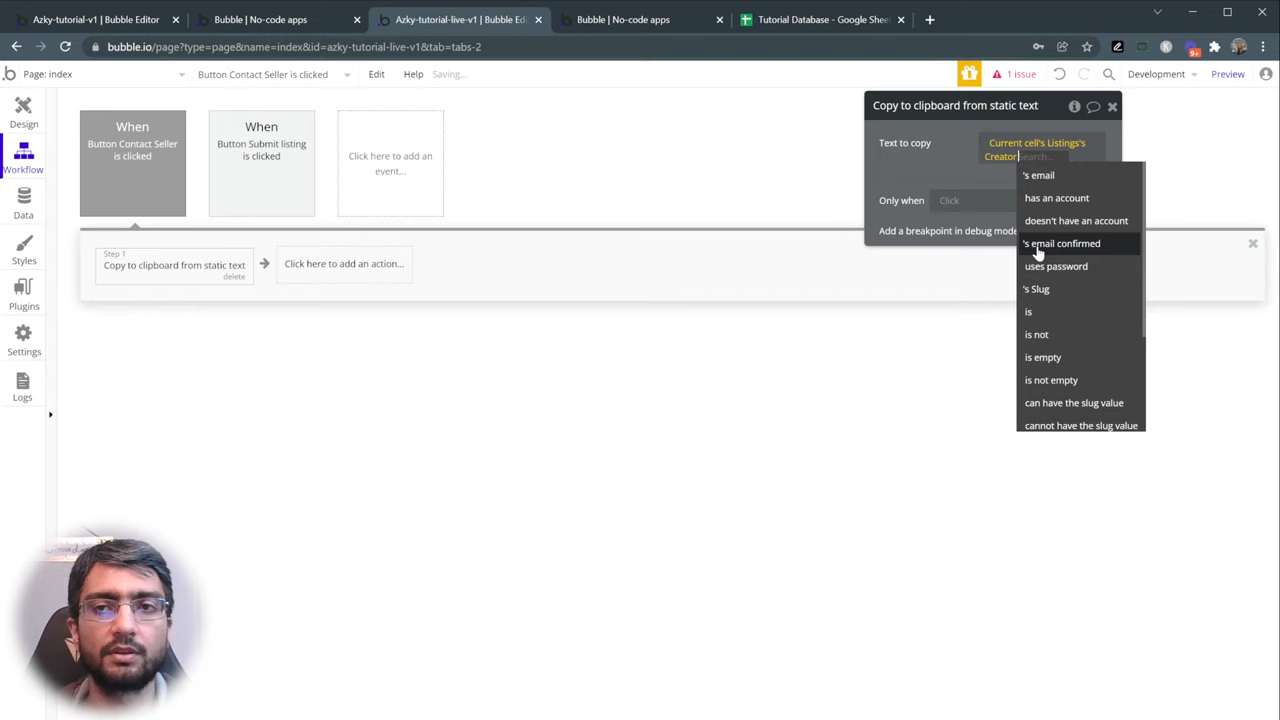 Azky-tutorial-v1 | Bubble Editor
Bubble | No-code apps
Azky-tutorial-live-v1 | Bubble Edi
Bubble | No-code apps
Tutorial Database - Google Shee
bubble.io/page?type=page&name=index&id=azky-tutorial-live-v1&tab=tabs-2
9+
Page: index
Button Contact Seller is clicked
Edit
Help
Saving...
1 issue
Development
Preview
Design
Workflow
Data
Styles
Plugins
Settings
Logs
When
Button Contact Seller
is clicked
When
Button Submit listing
is clicked
Click here to add an
event...
Step 1
Copy to clipboard from static text
delete
Click here to add an action...
Copy to clipboard from static text
Text to copy
Current cell's Listings's
Creator Search...
Only when
Click
Add a breakpoint in debug mode
's email
has an account
doesn't have an account
's email confirmed
uses password
's Slug
is
is not
is empty
is not empty
can have the slug value
cannot have the slug value